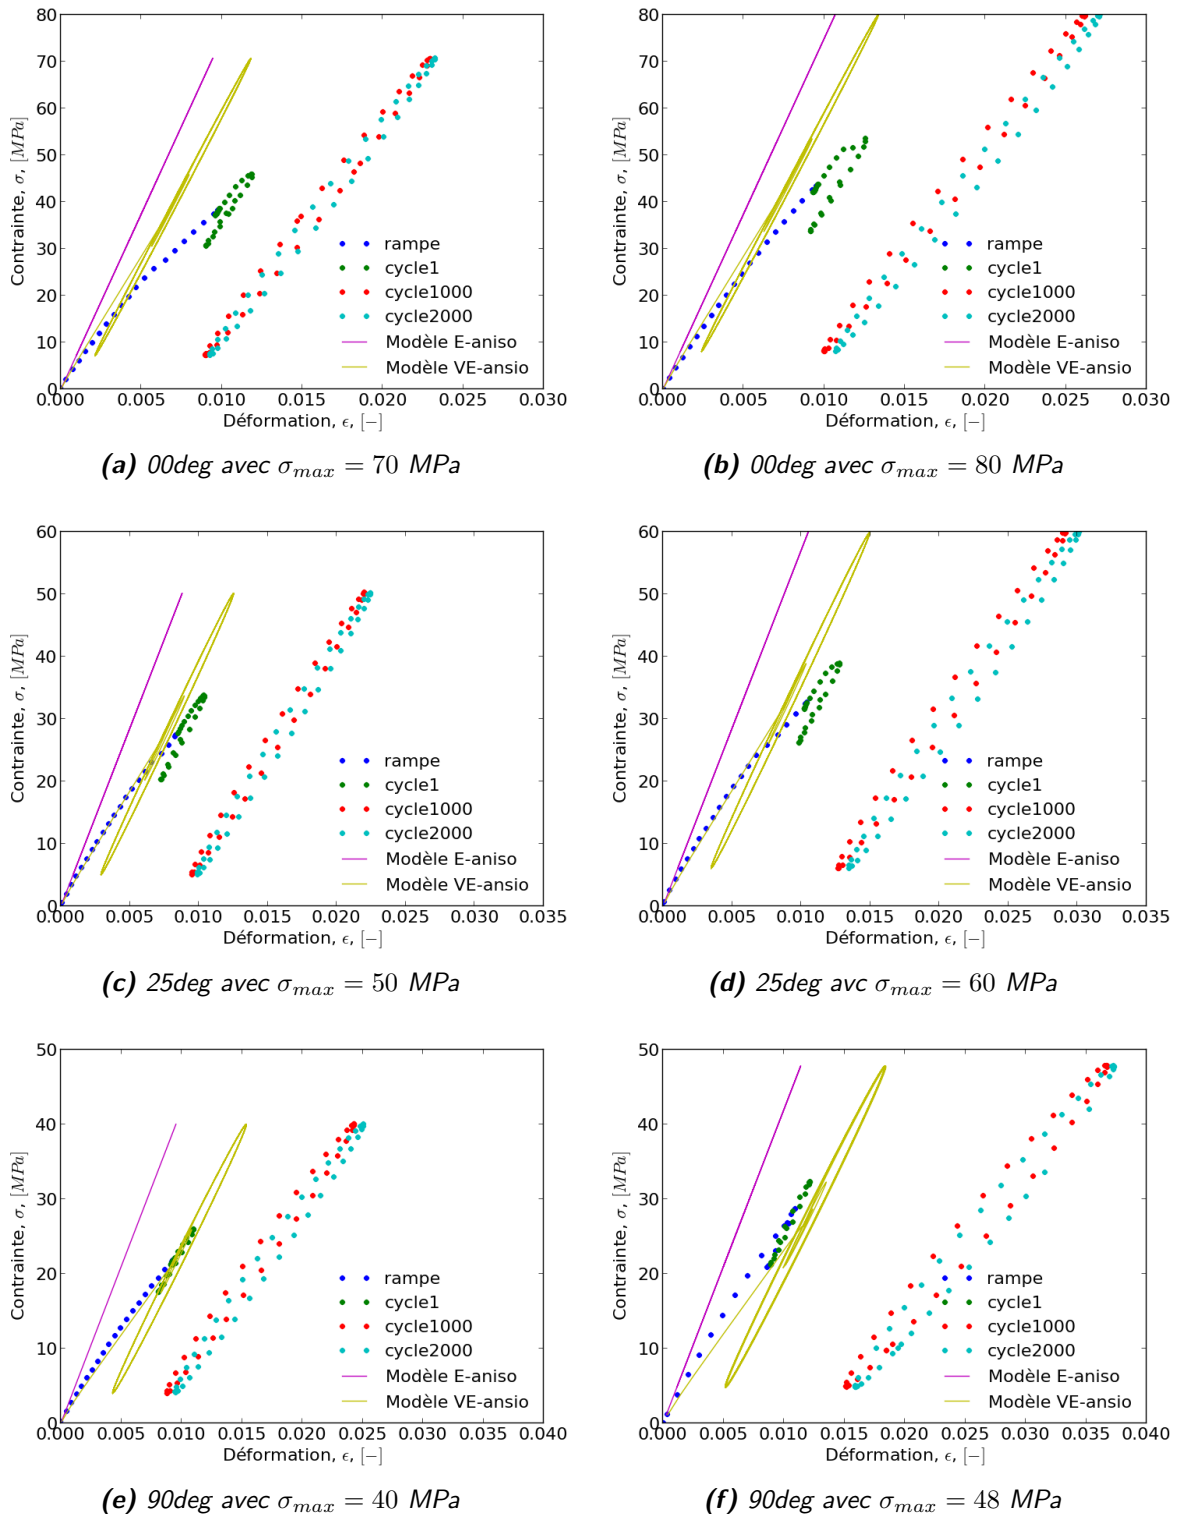 80
70
60
50
40
30
20
10
0
0.000 0.005 0.010 0.015 0.020 0.025 0.030
Contrainte, σ, [MPa]
Déformation, ϵ, [−]
rampe
cycle1
cycle1000
cycle2000
Modèle E-aniso
Modèle VE-ansio
(a) 00deg avec σmax = 70 MPa
80
70
60
50
40
30
20
10
0
0.000 0.005 0.010 0.015 0.020 0.025 0.030
Contrainte, σ, [MPa]
Déformation, ϵ, [−]
rampe
cycle1
cycle1000
cycle2000
Modèle E-aniso
Modèle VE-ansio
(b) 00deg avec σmax = 80 MPa
60
50
40
30
20
10
0
0.000 0.005 0.010 0.015 0.020 0.025 0.030 0.035
Contrainte, σ, [MPa]
Déformation, ϵ, [−]
rampe
cycle1
cycle1000
cycle2000
Modèle E-aniso
Modèle VE-ansio
(c) 25deg avec σmax = 50 MPa
60
50
40
30
20
10
0
0.000 0.005 0.010 0.015 0.020 0.025 0.030 0.035
Contrainte, σ, [MPa]
Déformation, ϵ, [−]
rampe
cycle1
cycle1000
cycle2000
Modèle E-aniso
Modèle VE-ansio
(d) 25deg avc σmax = 60 MPa
50
40
30
20
10
0
0.000 0.005 0.010 0.015 0.020 0.025 0.030 0.035 0.040
Contrainte, σ, [MPa]
Déformation, ϵ, [−]
rampe
cycle1
cycle1000
cycle2000
Modèle E-aniso
Modèle VE-ansio
(e) 90deg avec σmax = 40 MPa
50
40
30
20
10
0
0.000 0.005 0.010 0.015 0.020 0.025 0.030 0.035 0.040
Contrainte, σ, [MPa]
Déformation, ϵ, [−]
rampe
cycle1
cycle1000
cycle2000
Modèle E-aniso
Modèle VE-ansio
(f) 90deg avec σmax = 48 MPa